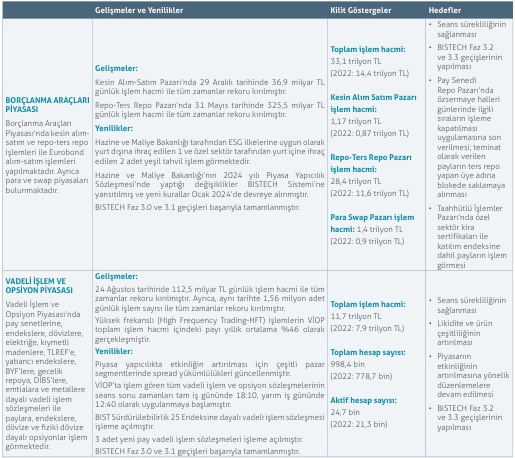 Gelişmeler ve Yenilikler
Kilit Göstergeler
Hedefler
BORÇLANMA ARAÇLARI
PİYASASI
Borçlanma Araçları
Piyasası'nda kesin alım-
satım ve repo-ters repo
işlemleri ile Eurobond
alım-satım işlemleri
yapılmaktadır. Ayrıca
para ve swap piyasaları
bulunmaktadır.
Gelişmeler:
Kesin Alım-Satım Pazarı'nda 29 Aralık tarihinde 36,9 milyar TL
günlük işlem hacmi ile tüm zamanlar rekoru kırılmıştır.
Repo-Ters Repo Pazarı'nda 31 Mayıs tarihinde 325,5 milyar TL
günlük işlem hacmi ile tüm zamanlar rekoru kırılmıştır.
Yenilikler:
Hazine ve Maliye Bakanlığı tarafından ESG ilkelerine uygun olarak
yurt dışına ihraç edilen 1 ve özel sektör tarafından yurt içine ihraç
edilen 2 adet yeşil tahvil işlem görmektedir.
Hazine ve Maliye Bakanlığı'nın 2024 yılı Piyasa Yapıcılık
Sözleşmesi'nde yaptığı değişiklikler BISTECH Sistemi'ne
yansıtılmış ve yeni kurallar Ocak 2024'de devreye alınmıştır.
BISTECH Faz 3.0 ve 3.1 geçişleri başarıyla tamamlanmıştır.
Toplam işlem hacmi:
33,1 trilyon TL
(2022: 14,4 trilyon TL)
Kesin Alım Satım Pazarı
işlem hacmi:
1,17 trilyon TL
(2022: 0,87 trilyon TL)
Repo-Ters Repo Pazarı
işlem hacmi:
28,4 trilyon TL
(2022: 11,6 trilyon TL)
Para Swap Pazarı işlem
hacmi: 1,4 trilyon TL
(2022: 0,9 trilyon TL)
• Seans sürekliliğinin
sağlanması
• BISTECH Faz 3.2
ve 3.3 geçişlerinin
yapılması
• Pay Senedi
Repo Pazarı'nda
özsermaye halleri
günlerinde ilgili
sıraların işleme
kapatılması
uygulamasına son
verilmesi; teminat
olarak verilen
payların ters repo
yapan üye adına
blokede saklamaya
alınması
• Taahhütlü İşlemler
Pazarı'nda özel
sektör kira
sertifikaları ile
katılım endeksine
dahil payların işlem
görmesi
VADELİ İŞLEM VE
OPSİYON PİYASASI
Vadeli İşlem ve
Opsiyon Piyasası'nda
pay senetlerine,
endekslere, dövizlere,
elektriğe, kıymetli
madenlere, TLREF'e,
yabancı endekslere,
BYF'lere, gecelik
repoya, DİBS'lere,
emtialara ve metallere
dayalı vadeli işlem
sözleşmeleri ile
paylara, endekslere,
dövize ve fiziki dövize
dayalı opsiyonlar işlem
görmektedir.
Gelişmeler:
24 Ağustos tarihinde 112,5 milyar TL günlük işlem hacmi ile tüm
zamanlar rekoru kırılmıştır. Ayrıca, aynı tarihte 1,56 milyon adet
günlük işlem sayısı ile tüm zamanlar rekoru kırılmıştır.
Yüksek frekanslı (High Frequency Trading-HFT) işlemlerin VİOP
toplam işlem hacmi içindeki payı yıllık ortalama %46 olarak
gerçekleşmiştir.
Yenilikler:
Piyasa yapıcılıkta etkinliğin artırılması için çeşitli pazar
segmentlerinde spread yükümlülükleri güncellenmiştir.
VİOP'ta işlem gören tüm vadeli işlem ve opsiyon sözleşmelerinin
seans sonu zamanları tam iş gününde 18:10, yarım iş gününde
12:40 olarak uygulanmaya başlamıştır.
BIST Sürdürülebilirlik 25 Endeksine dayalı vadeli işlem sözleşmesi
işleme açılmıştır.
3 adet yeni pay vadeli işlem sözleşmeleri işleme açılmıştır.
BISTECH Faz 3.0 ve 3.1 geçişleri başarıyla tamamlanmıştır.
Toplam işlem hacmi:
11,7 trilyon TL
(2022: 7,9 trilyon TL)
Toplam hesap sayısı:
998,4 bin
(2022: 778,7 bin)
Aktif hesap sayısı:
24,7 bin
(2022: 21,3 bin)
• Seans sürekliliğinin
sağlanması
• Likidite ve ürün
çeşitliliğinin
artırılması
• Piyasanın
etkinliğinin
artırılmasına yönelik
düzenlemelere
devam edilmesi
• BISTECH Faz 3.2
ve 3.3 geçişlerinin
yapılması